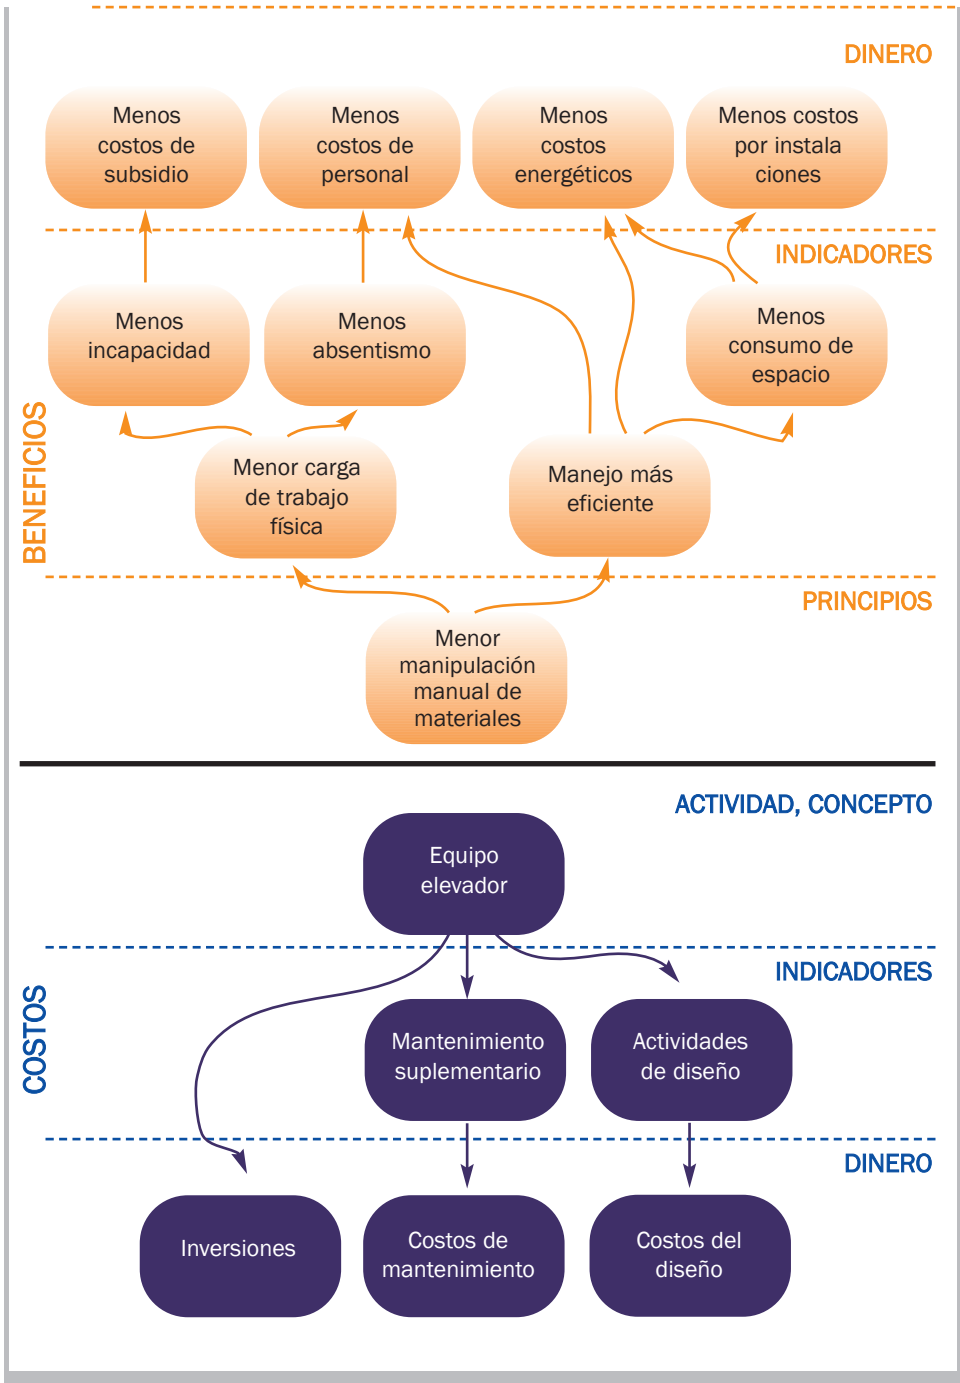 DINERO
Menos
costos de
subsidio
Menos
costos de
personal
Menos
costos
energéticos
Menos costos
por instala
ciones
INDICADORES
Menos
incapacidad
Menos
absentismo
Menos
consumo de
espacio
BENEFICIOS
Menor carga
de trabajo
física
Manejo más
eficiente
PRINCIPIOS
Menor
manipulación
manual de
materiales
ACTIVIDAD, CONCEPTO
Equipo
elevador
INDICADORES
COSTOS
Mantenimiento
suplementario
Actividades
de diseño
DINERO
Inversiones
Costos de
mantenimiento
Costos del
diseño